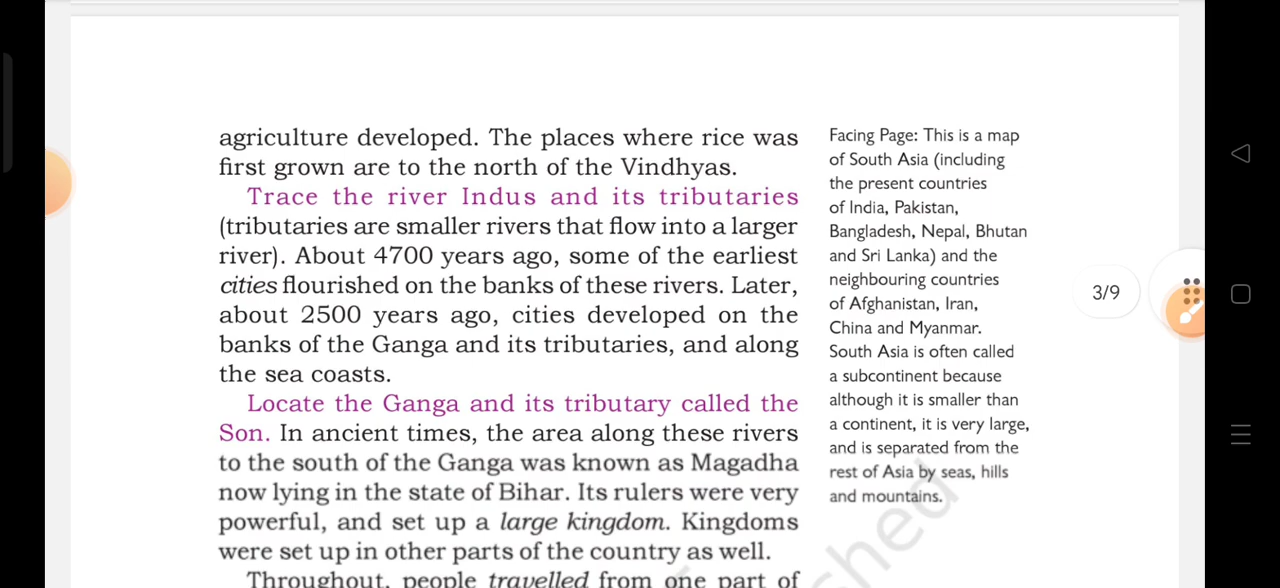 agriculture developed. The places where rice was
first grown are to the north of the Vindhyas.
Trace the river Indus and its tributaries
(tributaries are smaller rivers that flow into a larger
river). About 4700 years ago, some of the earliest
cities flourished on the banks of these rivers. Later,
about 2500 years ago, cities developed on the
banks of the Ganga and its tributaries, and along
the sea coasts.
Locate the Ganga and its tributary called the
Son. In ancient times, the area along these rivers
to the south of the Ganga was known as Magadha
now lying in the state of Bihar. Its rulers were very
powerful, and set up a large kingdom. Kingdoms
were set up in other parts of the country as well.
Throughout, people travelled from one part of
Facing Page: This is a map
of South Asia (including
the present countries
of India, Pakistan,
Bangladesh, Nepal, Bhutan
and Sri Lanka) and the
neighbouring countries
of Afghanistan, Iran,
China and Myanmar.
South Asia is often called
a subcontinent because
although it is smaller than
a continent, it is very large,
and is separated from the
rest of Asia by seas, hills
and mountains.
3/9